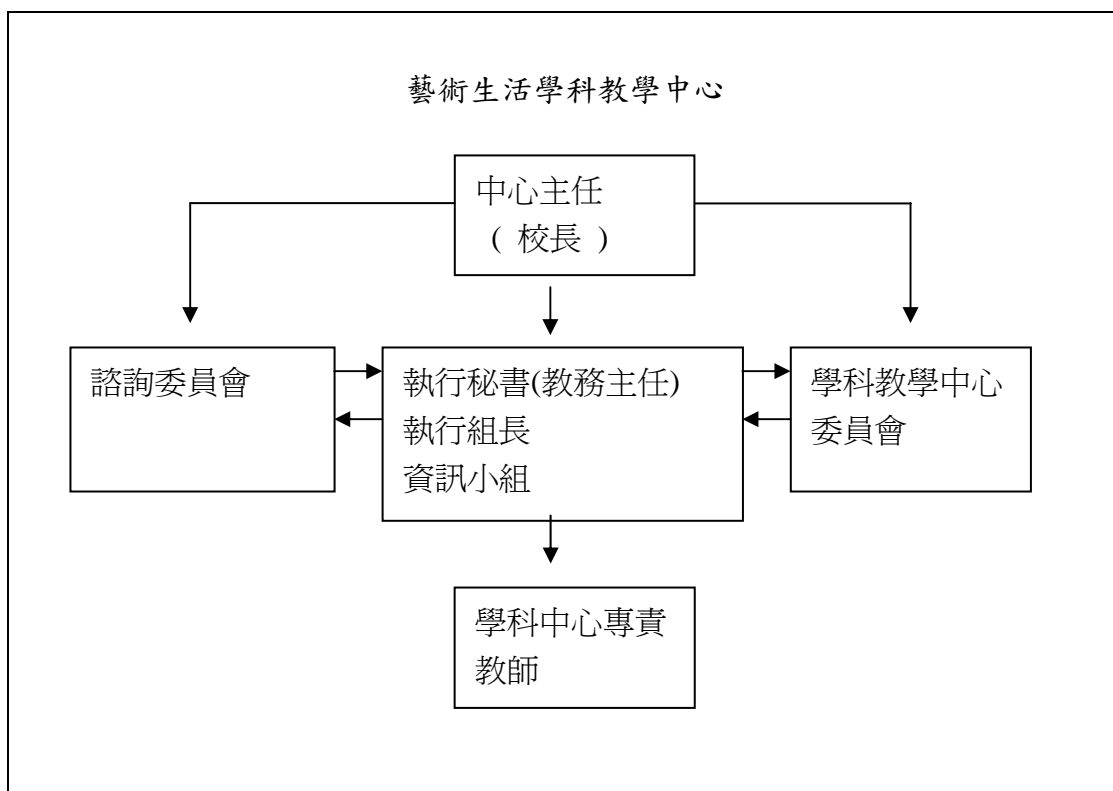 藝術生活學科教學中心
中心主任
( 校長 )
諮詢委員會
執行秘書(教務主任)
執行組長
資訊小組
學科教學中心
委員會
學科中心專責
教師